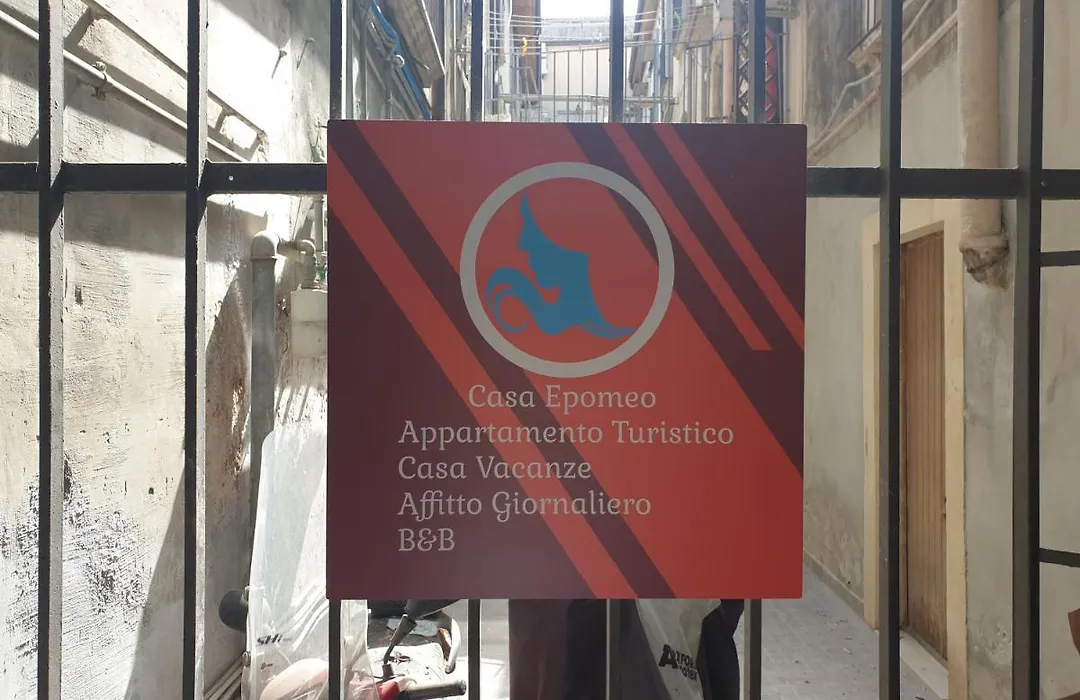 Casa Epomeo
Appartamento Turistico
Casa Vacanze
Affitto Giornaliero
B&B